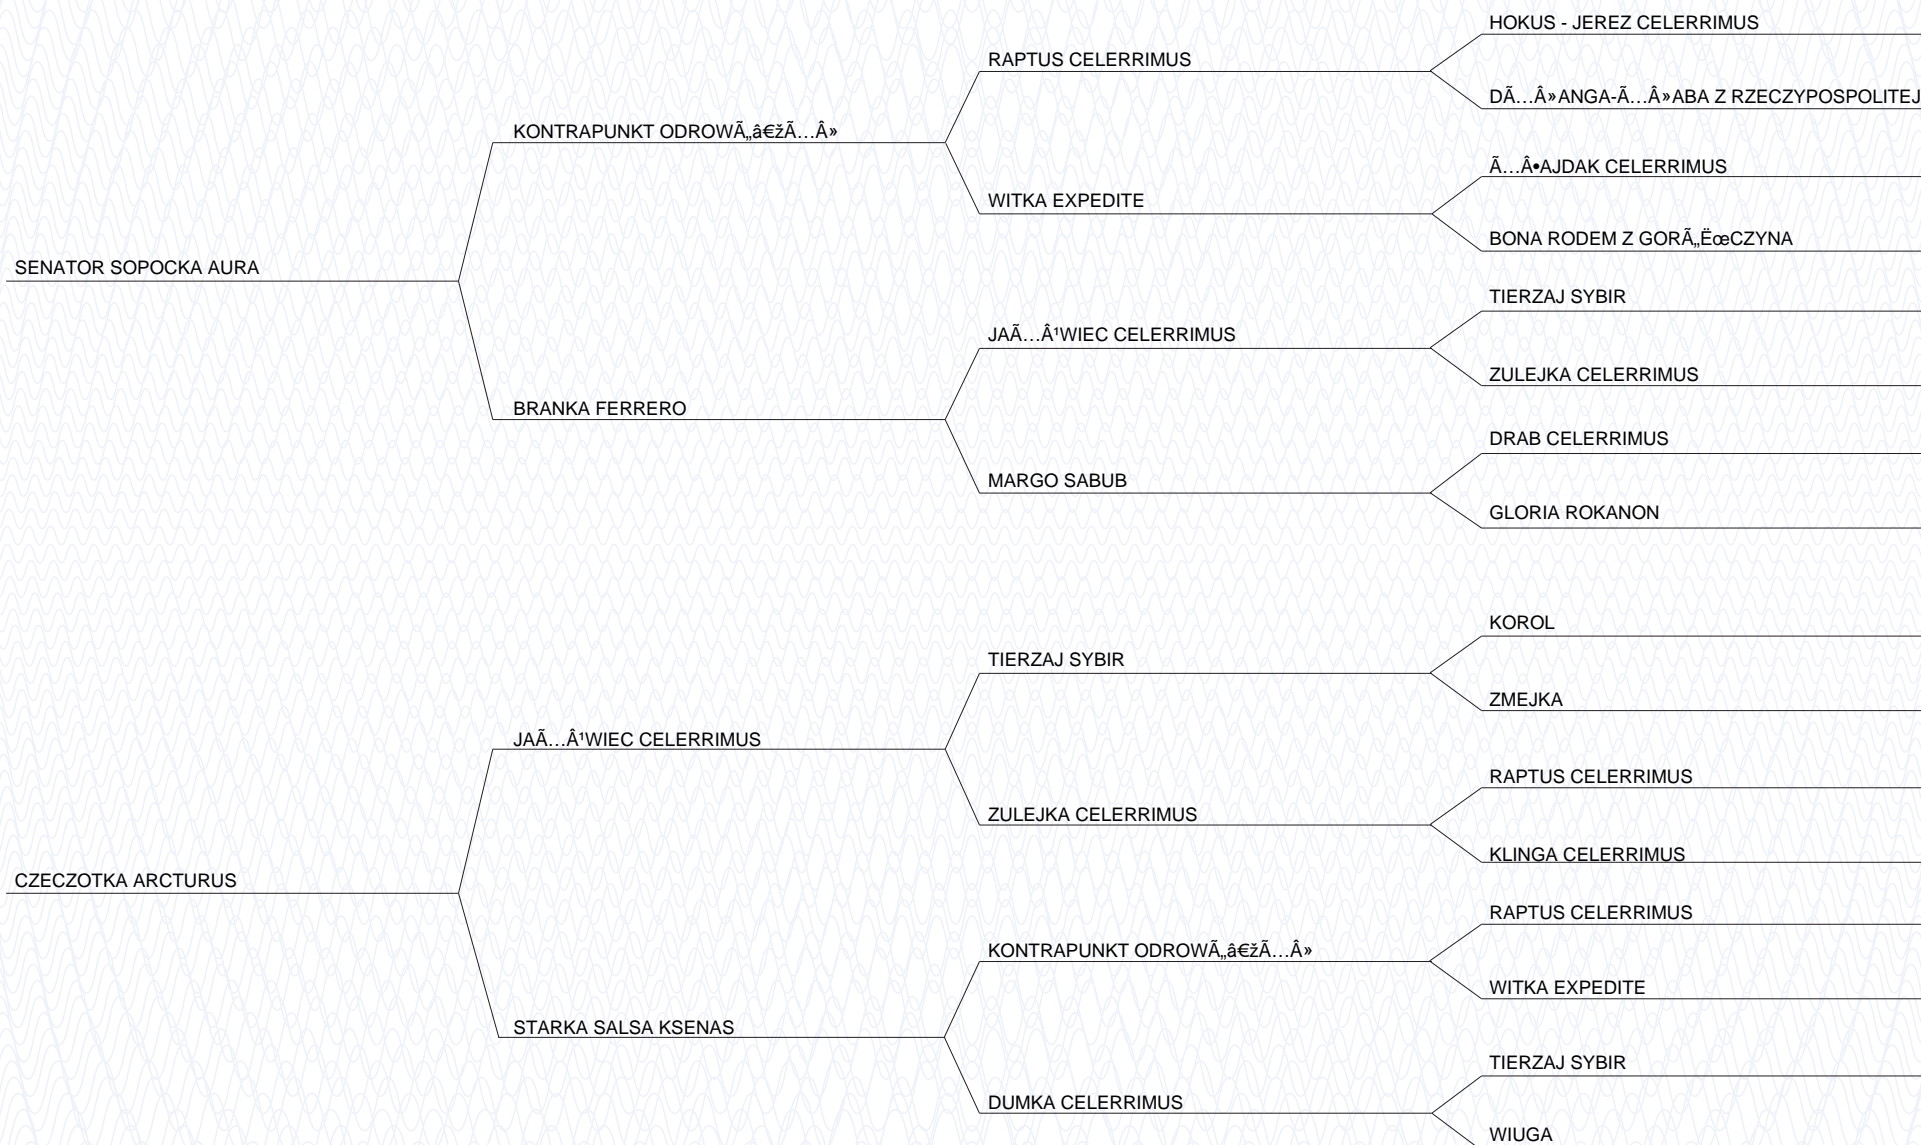 HOKUS - JEREZ CELERRIMUS
RAPTUS CELERRIMUS
DÃ…Â»ANGA-Ã…Â»ABA Z RZECZYPOSPOLITEJ
KONTRAPUNKT ODROWÃ„â€žÃ…Â»
Ã…Â•AJDAK CELERRIMUS
WITKA EXPEDITE
BONA RODEM Z GORÃ„ËœCZYNA
SENATOR SOPOCKA AURA
TIERZAJ SYBIR
JAÃ…Â¹WIEC CELERRIMUS
ZULEJKA CELERRIMUS
BRANKA FERRERO
DRAB CELERRIMUS
MARGO SABUB
GLORIA ROKANON
KOROL
TIERZAJ SYBIR
ZMEJKA
JAÃ…Â¹WIEC CELERRIMUS
RAPTUS CELERRIMUS
ZULEJKA CELERRIMUS
KLINGA CELERRIMUS
CZECZOTKA ARCTURUS
RAPTUS CELERRIMUS
KONTRAPUNKT ODROWÃ„â€žÃ…Â»
WITKA EXPEDITE
STARKA SALSA KSENAS
TIERZAJ SYBIR
DUMKA CELERRIMUS
WIUGA